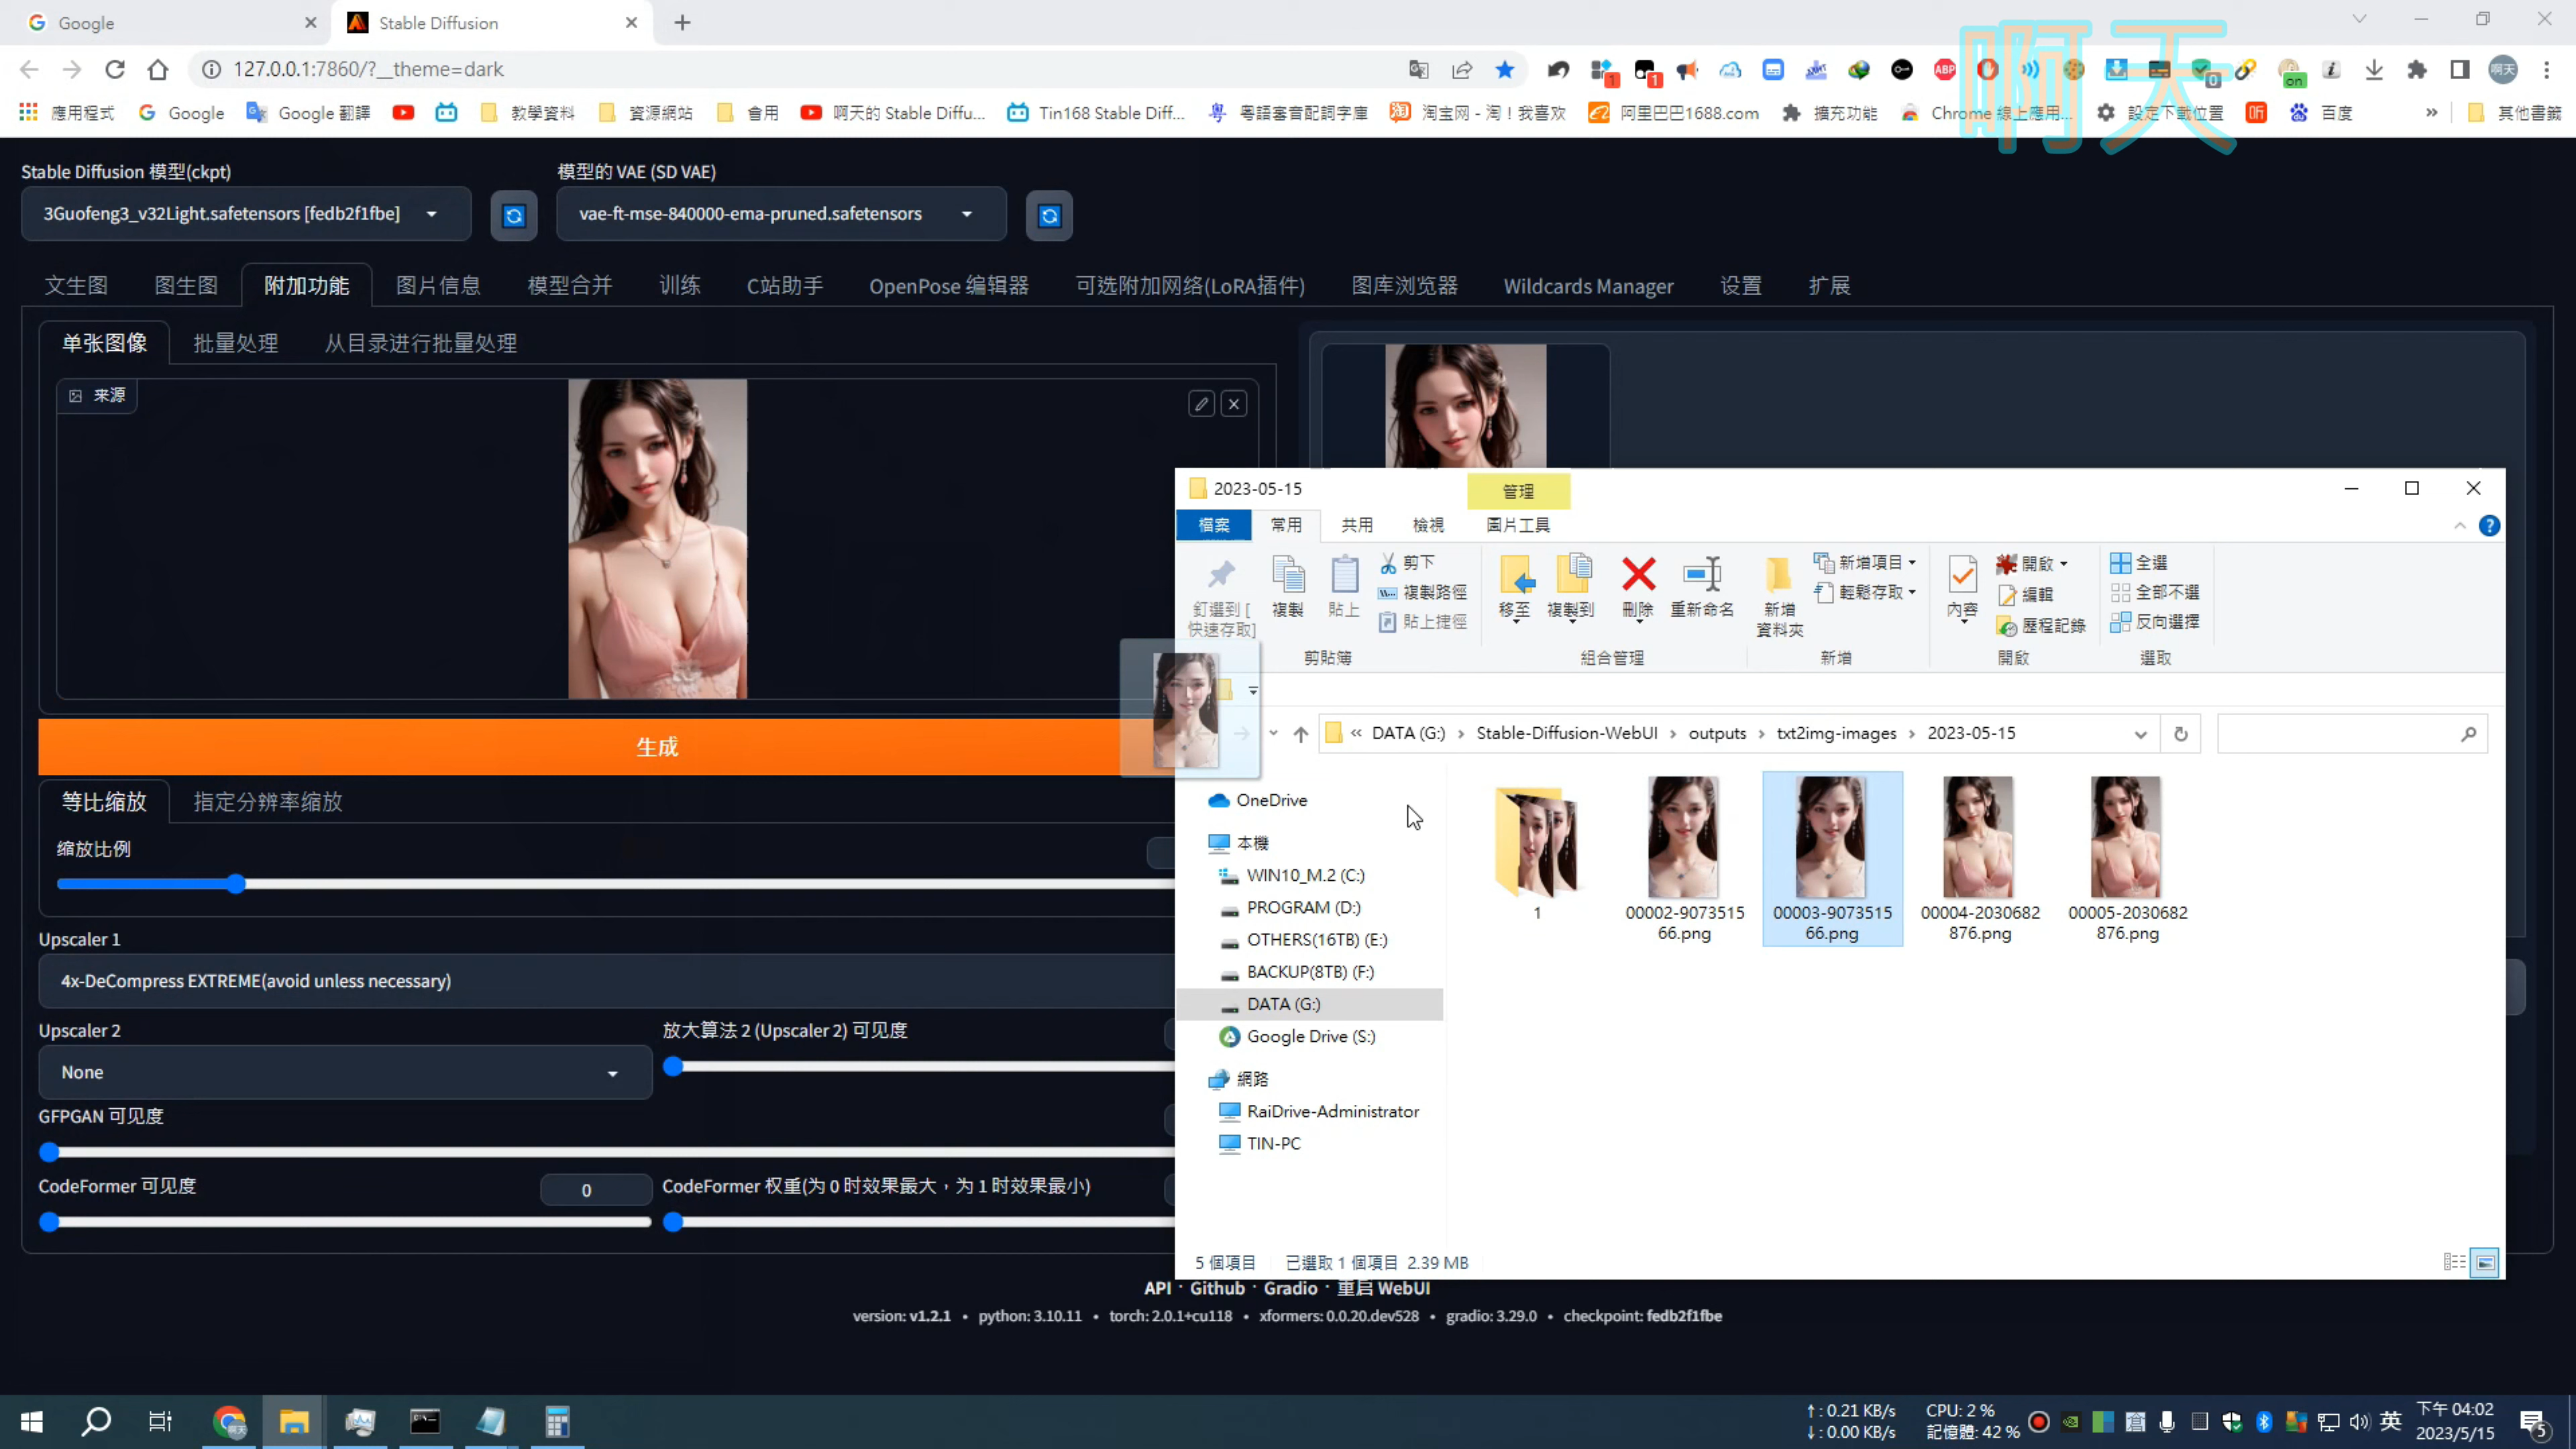 Google
Stable Diffusion
啊天
127.0.0.1:7860/?__theme=dark
1
1
ABP
0
on
啊天
應用程式
Google
Google 翻譯
教學資料
資源網站
會用
啊天的 Stable Diffu...
Tin168 Stable Diff...
粵語審音配詞字庫
淘宝网 - 淘！我喜欢
阿里巴巴1688.com
擴充功能
Chrome 線上應用...
設定下載位置
百度
»
其他書籤
Stable Diffusion 模型(ckpt)
模型的 VAE (SD VAE)
3Guofeng3_v32Light.safetensors [fedb2f1fbe]
vae-ft-mse-840000-ema-pruned.safetensors
文生图
图生图
附加功能
图片信息
模型合并
训练
C站助手
OpenPose 编辑器
可选附加网络(LoRA插件)
图库浏览器
Wildcards Manager
设置
扩展
单张图像
批量处理
从目录进行批量处理
来源
生成
等比缩放
指定分辨率缩放
缩放比例
Upscaler 1
4x-DeCompress EXTREME(avoid unless necessary)
Upscaler 2
放大算法 2 (Upscaler 2) 可见度
None
GFPGAN 可见度
CodeFormer 可见度
0
CodeFormer 权重(为 0 时效果最大，为 1 时效果最小)
2023-05-15
管理
檔案
常用
共用
檢視
圖片工具
釘選到 [
快速存取]
複製
貼上
剪下
複製路徑
貼上捷徑
剪貼簿
移至
複製到
刪除
重新命名
組合管理
新增
資料夾
新增項目
輕鬆存取
新增
內容
開啟
編輯
歷程記錄
開啟
全選
全部不選
反向選擇
選取
« DATA (G:) › Stable-Diffusion-WebUI › outputs › txt2img-images › 2023-05-15
OneDrive
本機
WIN10_M.2 (C:)
PROGRAM (D:)
OTHERS(16TB) (E:)
BACKUP(8TB) (F:)
DATA (G:)
Google Drive (S:)
網路
RaiDrive-Administrator
TIN-PC
1
00002-9073515
66.png
00003-9073515
66.png
00004-2030682
876.png
00005-2030682
876.png
5 個項目
已選取 1 個項目 2.39 MB
API · Github · Gradio · 重启 WebUI
version: v1.2.1 • python: 3.10.11 • torch: 2.0.1+cu118 • xformers: 0.0.20.dev528 • gradio: 3.29.0 • checkpoint: fedb2f1fbe
↑: 0.21 KB/s
↓: 0.00 KB/s
CPU: 2 %
記憶體: 42 %
英
下午 04:02
2023/5/15
5